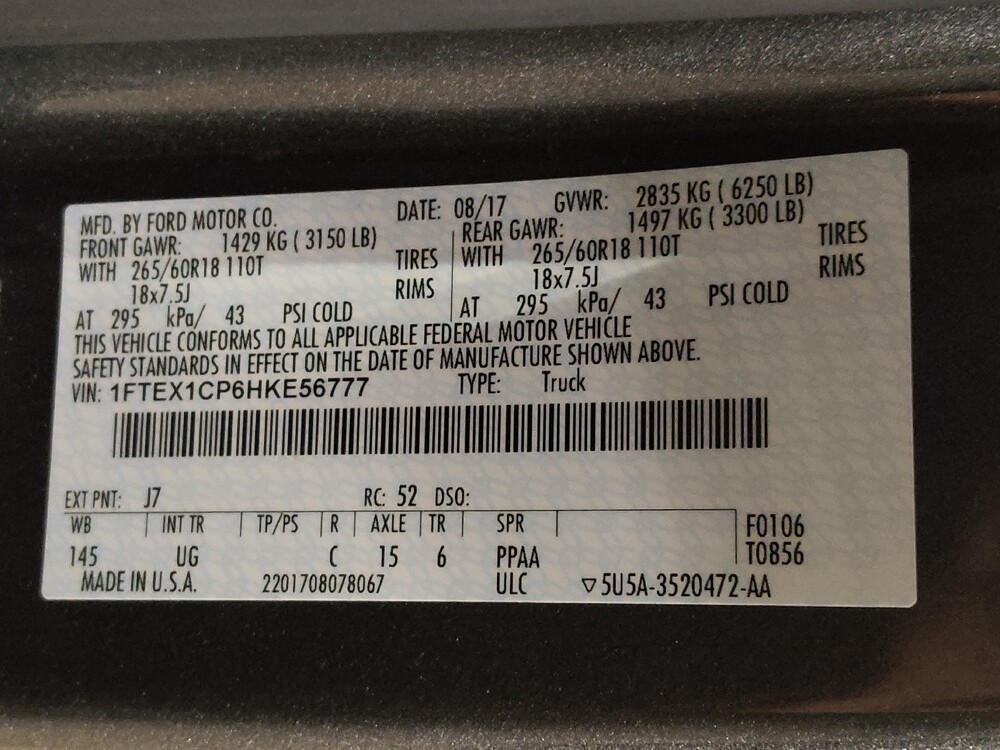 MFD. BY FORD MOTOR CO. DATE: 08/17 GVWR: 2835 KG ( 6250 LB)
FRONT GAWR: 1429 KG ( 3150 LB) REAR GAWR: 1497 KG ( 3300 LB)
WITH 265/60R18 110T TIRES WITH 265/60R18 110T TIRES
18x7.5J RIMS 18x7.5J RIMS
AT 295 kPa/ 43 PSI COLD AT 295 kPa/ 43 PSI COLD
THIS VEHICLE CONFORMS TO ALL APPLICABLE FEDERAL MOTOR VEHICLE
SAFETY STANDARDS IN EFFECT ON THE DATE OF MANUFACTURE SHOWN ABOVE.
VIN: 1FTEX1CP6HKE56777 TYPE: Truck
EXT PNT: J7 RC: 52 DSO:
WB INT TR TP/PS R AXLE TR SPR F0106
145 UG C 15 6 PPAA T0856
MADE IN U.S.A. 2201708078067 ULC ▽5U5A-3520472-AA